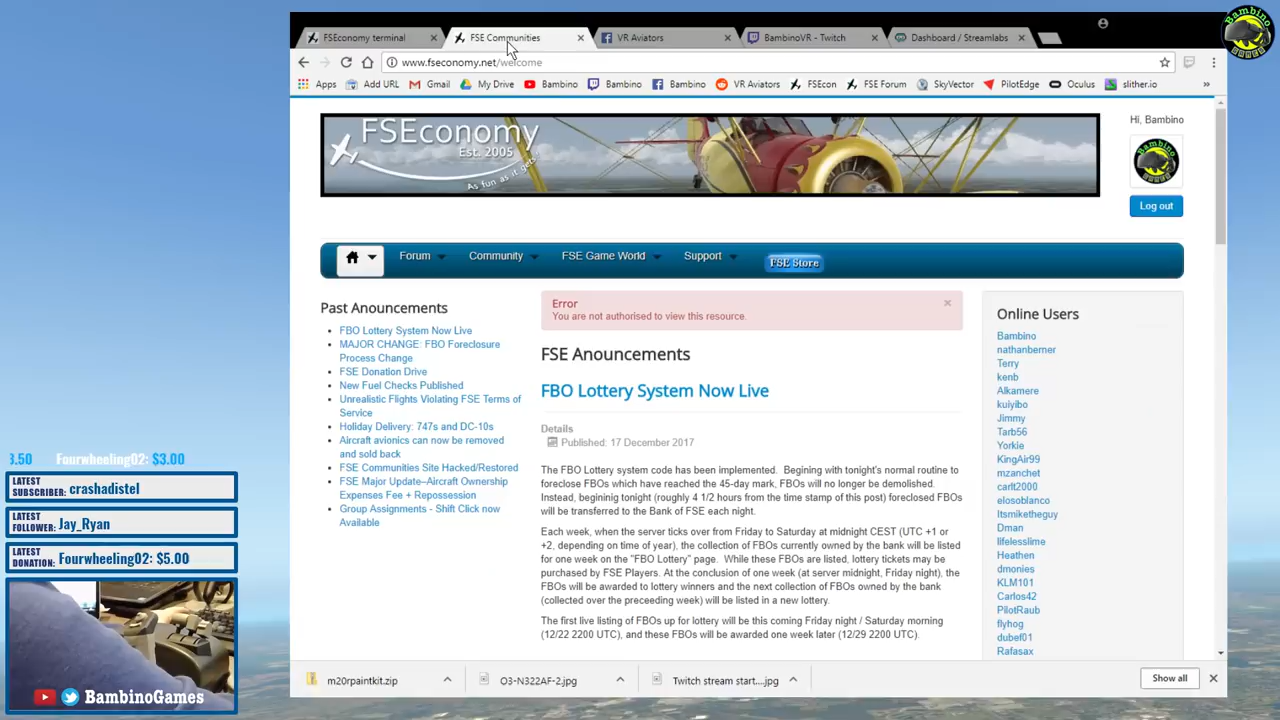 Bambino
GAMES
FSEconomy terminal
FSE Communities
VR Aviators
BambinoVR - Twitch
Dashboard / Streamlabs
www.fseconomy.net/welcome
Apps
Add URL
Gmail
My Drive
Bambino
Bambino
Bambino
VR Aviators
FSEcon
FSE Forum
SkyVector
PilotEdge
Oculus
slither.io
»
FSEconomy
Est. 2005
As fun as it gets
Hi, Bambino
Log out
Forum
Community
FSE Game World
Support
FSE Store
Past Anouncements
FBO Lottery System Now Live
MAJOR CHANGE: FBO Foreclosure
Process Change
FSE Donation Drive
New Fuel Checks Published
Unrealistic Flights Violating FSE Terms of
Service
Holiday Delivery: 747s and DC-10s
Aircraft avionics can now be removed
and sold back
FSE Communities Site Hacked/Restored
FSE Major Update–Aircraft Ownership
Expenses Fee + Repossession
Group Assignments - Shift Click now
Available
Error
You are not authorised to view this resource.
FSE Anouncements
FBO Lottery System Now Live
Details
Published: 17 December 2017
The FBO Lottery system code has been implemented. Begining with tonight's normal routine to
foreclose FBOs which have reached the 45-day mark, FBOs will no longer be demolished.
Instead, begininig tonight (roughly 4 1/2 hours from the time stamp of this post) foreclosed FBOs
will be transferred to the Bank of FSE each night.
Each week, when the server ticks over from Friday to Saturday at midnight CEST (UTC +1 or
+2, depending on time of year), the collection of FBOs currently owned by the bank will be listed
for one week on the "FBO Lottery" page. While these FBOs are listed, lottery tickets may be
purchased by FSE Players. At the conclusion of one week (at server midnight, Friday night), the
FBOs will be awarded to lottery winners and the next collection of FBOs owned by the bank
(collected over the preceeding week) will be listed in a new lottery.
The first live listing of FBOs up for lottery will be this coming Friday night / Saturday morning
(12/22 2200 UTC), and these FBOs will be awarded one week later (12/29 2200 UTC).
Online Users
Bambino
nathanberner
Terry
kenb
Alkamere
kuiyibo
Jimmy
Tarb56
Yorkie
KingAir99
mzanchet
carlt2000
elosoblanco
Itsmiketheguy
Dman
lifelesslime
Heathen
dmonies
KLM101
Carlos42
PilotRaub
flyhog
dubef01
Rafasax
3.50 Fourwheeling02: $3.00
LATEST
SUBSCRIBER: crashadistel
LATEST
FOLLOWER: Jay_Ryan
LATEST
DONATION: Fourwheeling02: $5.00
BambinoGames
m20rpaintkit.zip
O3-N322AF-2.jpg
Twitch stream start....jpg
Show all